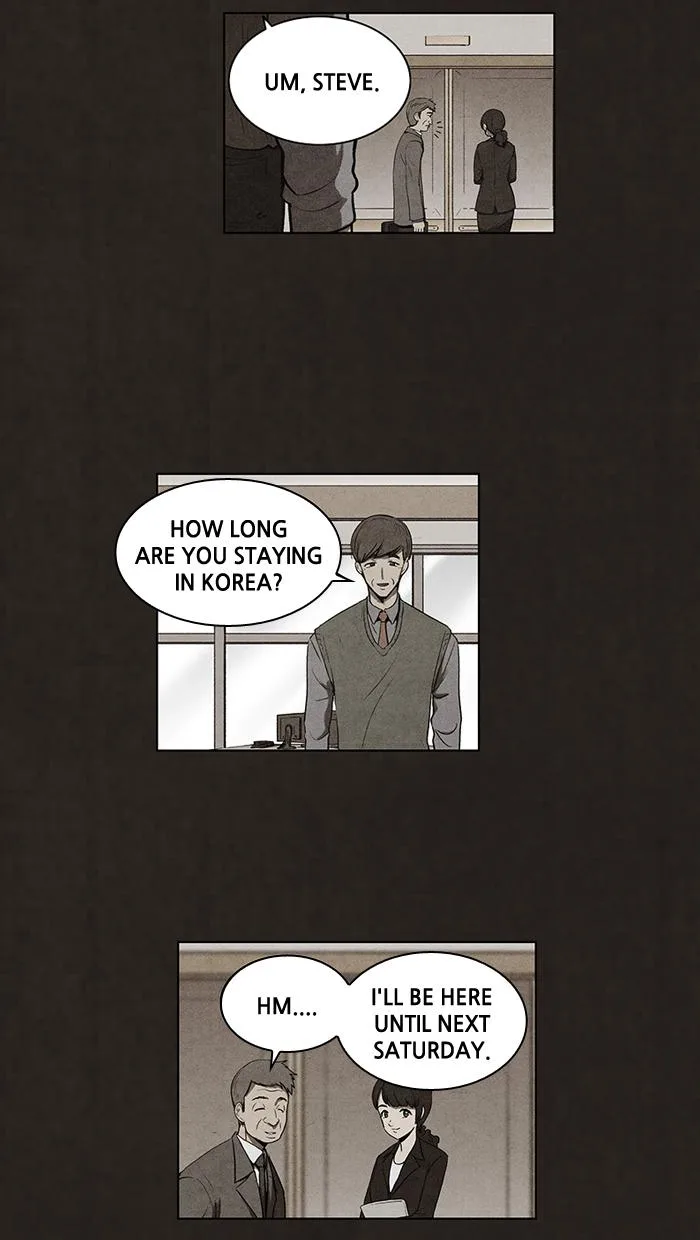 UM, STEVE.
HOW LONG
ARE YOU STAYING
IN KOREA?
HM....
I'LL BE HERE
UNTIL NEXT
SATURDAY.